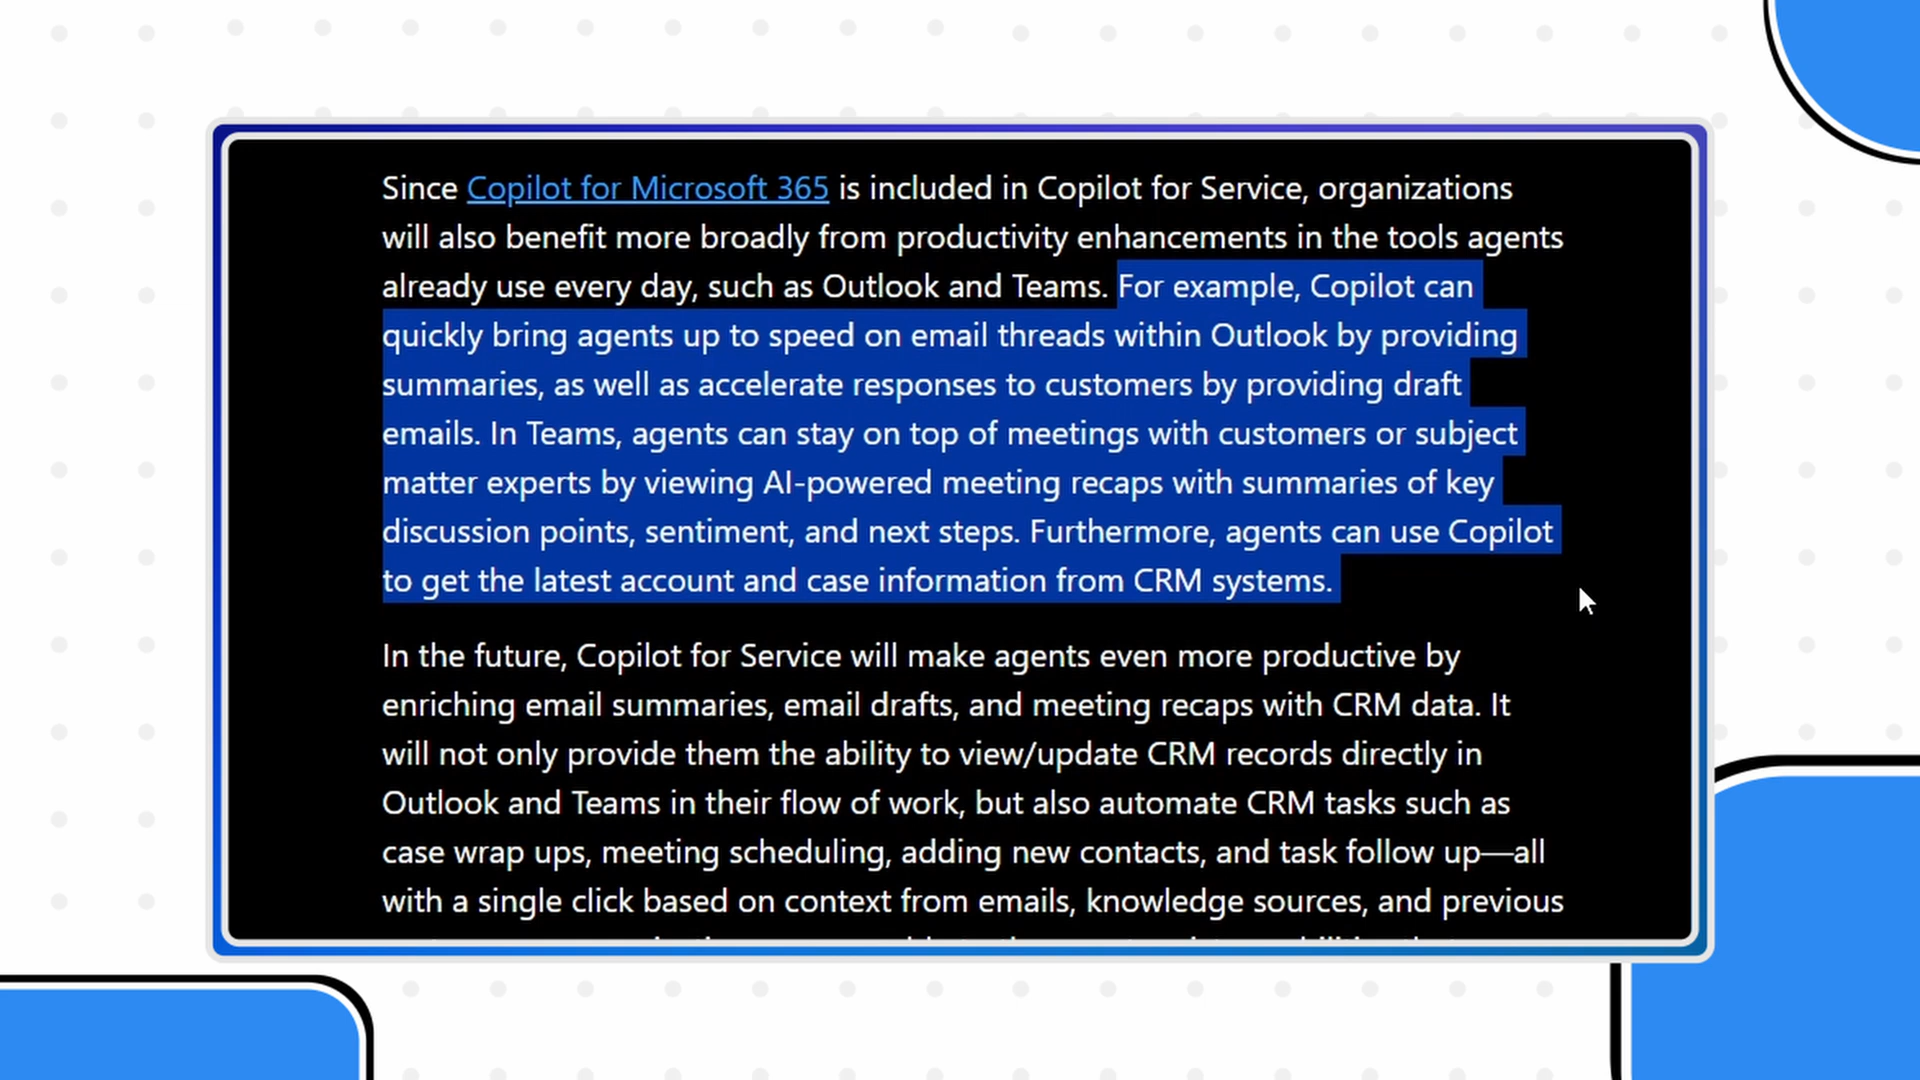 Since Copilot for Microsoft 365 is included in Copilot for Service, organizations
will also benefit more broadly from productivity enhancements in the tools agents
already use every day, such as Outlook and Teams. For example, Copilot can
quickly bring agents up to speed on email threads within Outlook by providing
summaries, as well as accelerate responses to customers by providing draft
emails. In Teams, agents can stay on top of meetings with customers or subject
matter experts by viewing AI-powered meeting recaps with summaries of key
discussion points, sentiment, and next steps. Furthermore, agents can use Copilot
to get the latest account and case information from CRM systems.
In the future, Copilot for Service will make agents even more productive by
enriching email summaries, email drafts, and meeting recaps with CRM data. It
will not only provide them the ability to view/update CRM records directly in
Outlook and Teams in their flow of work, but also automate CRM tasks such as
case wrap ups, meeting scheduling, adding new contacts, and task follow up—all
with a single click based on context from emails, knowledge sources, and previous